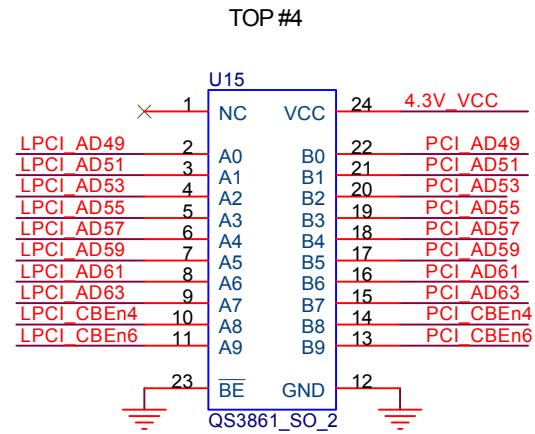 TOP #4
U15
1 NC VCC 24 4.3V_VCC
LPCI_AD49 2 A0 B0 22 PCI_AD49
LPCI_AD51 3 A1 B1 21 PCI_AD51
LPCI_AD53 4 A2 B2 20 PCI_AD53
LPCI_AD55 5 A3 B3 19 PCI_AD55
LPCI_AD57 6 A4 B4 18 PCI_AD57
LPCI_AD59 7 A5 B5 17 PCI_AD59
LPCI_AD61 8 A6 B6 16 PCI_AD61
LPCI_AD63 9 A7 B7 15 PCI_AD63
LPCI_CBEn4 10 A8 B8 14 PCI_CBEn4
LPCI_CBEn6 11 A9 B9 13 PCI_CBEn6
23 BE GND 12
QS3861_SO_2